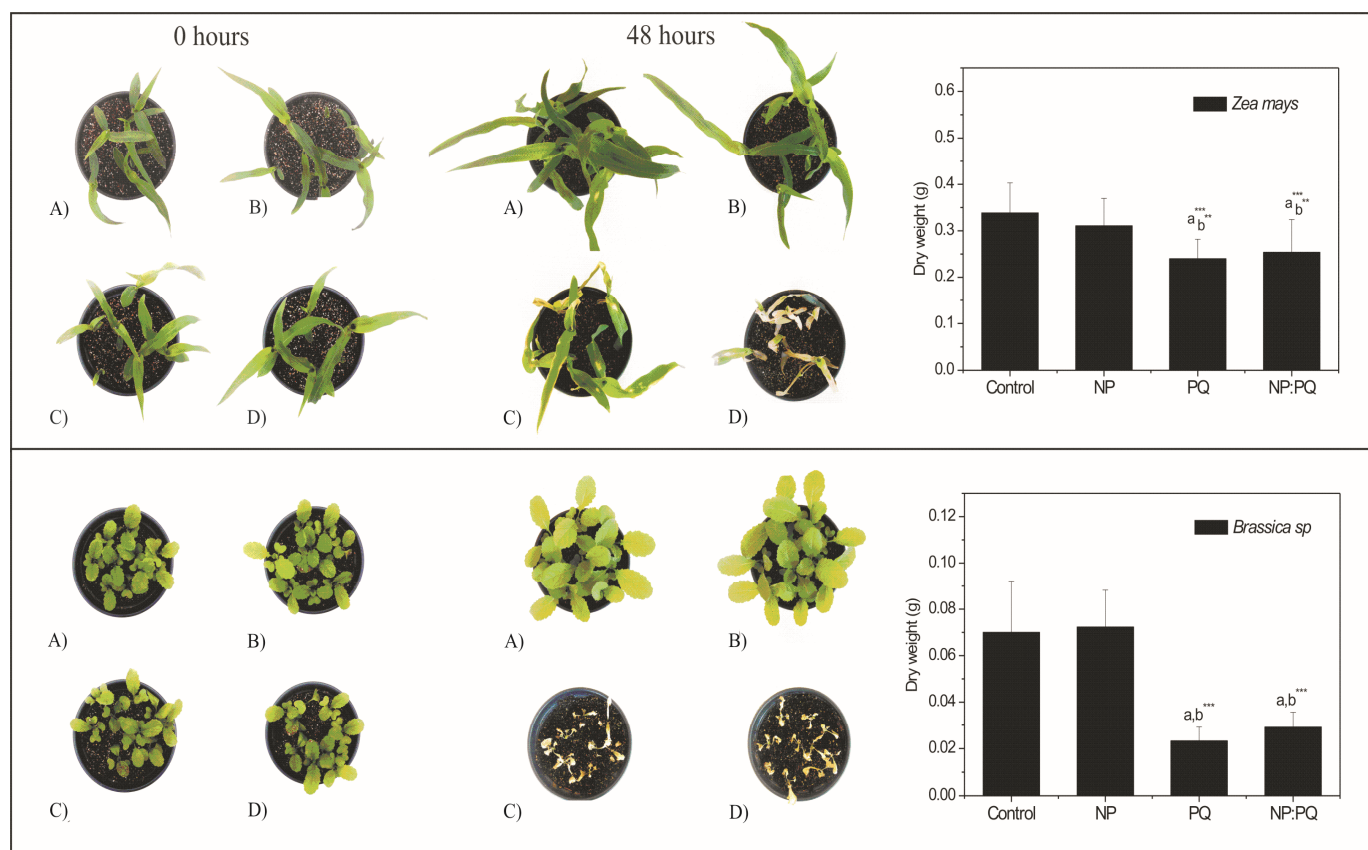 0 hours
48 hours
A)
B)
A)
B)
C)
D)
C)
D)
Dry weight (g)
0.6
0.5
0.4
0.3
0.2
0.1
0.0
Zea mays
***
a
b**
***
a
b**
Control
NP
PQ
NP:PQ
A)
B)
A)
B)
C)
D)
C)
D)
Dry weight (g)
0.12
0.10
0.08
0.06
0.04
0.02
0.00
Brassica sp
a,b***
a,b***
Control
NP
PQ
NP:PQ